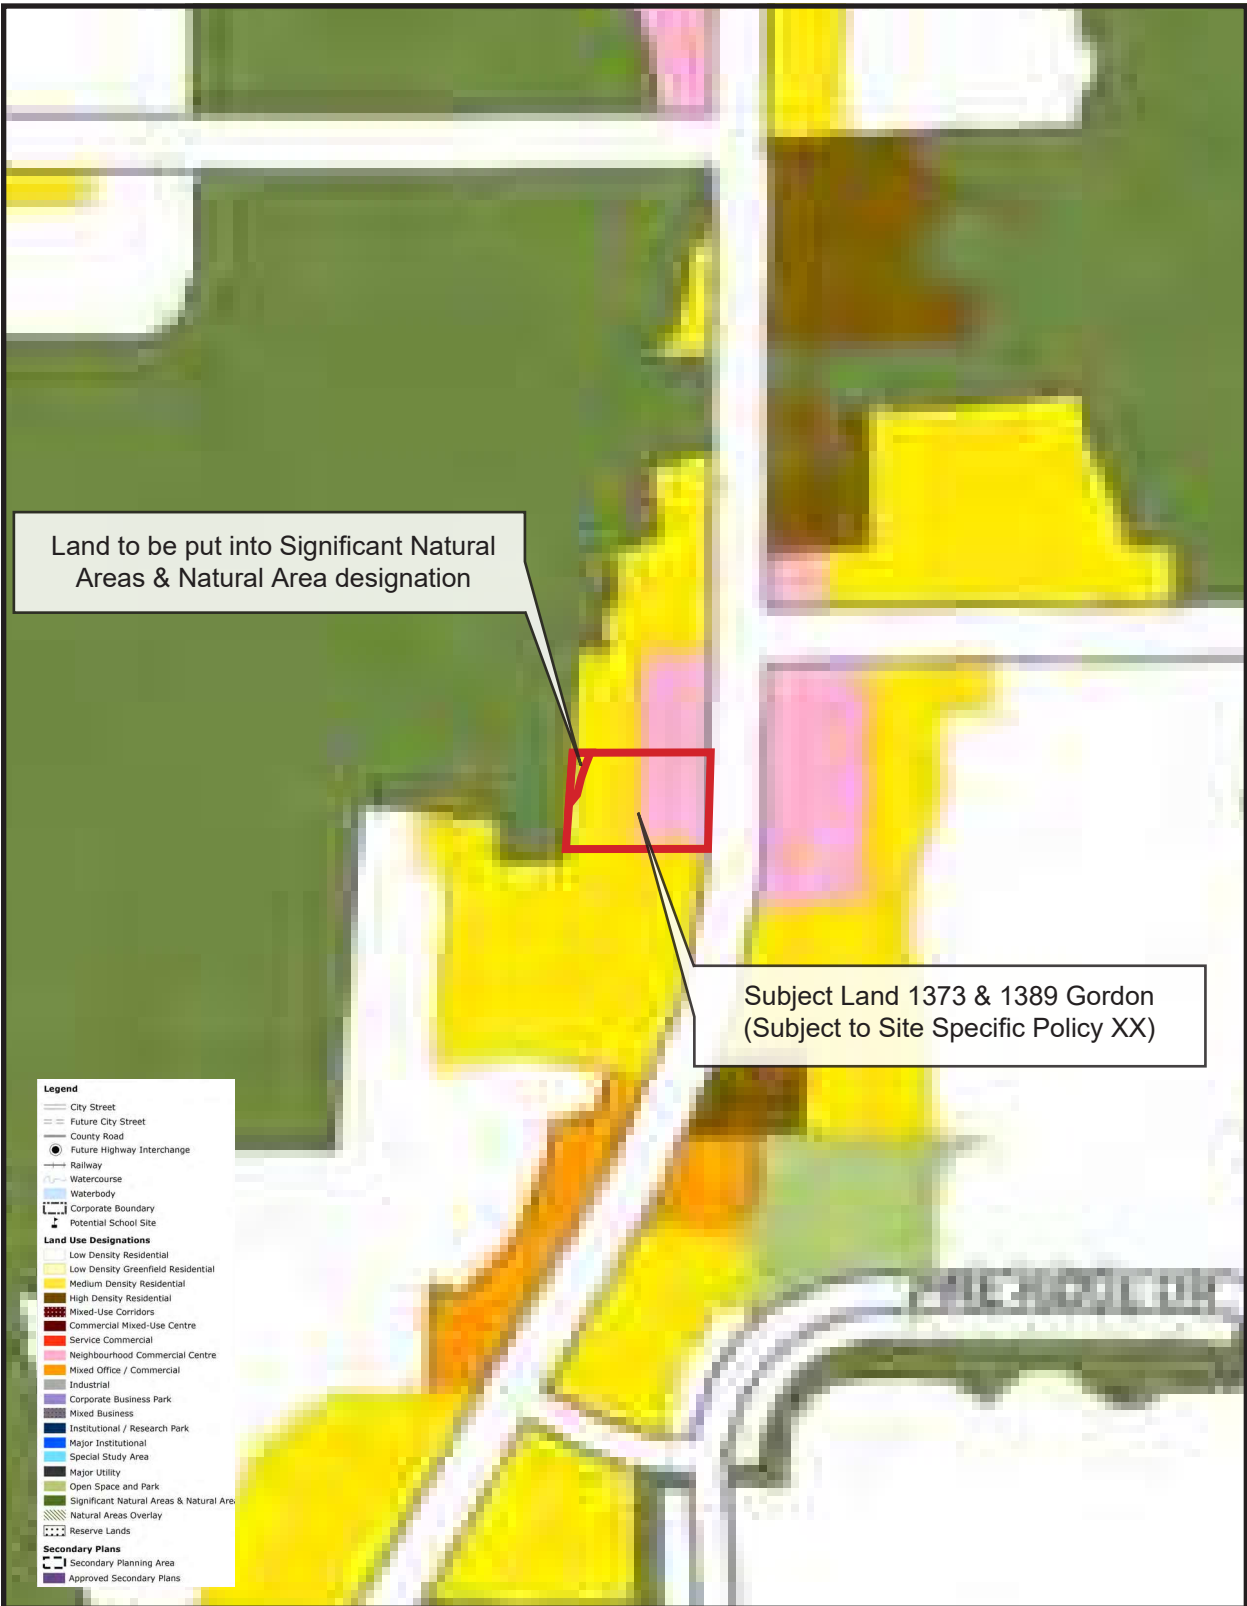 Land to be put into Significant Natural
Areas & Natural Area designation
Subject Land 1373 & 1389 Gordon
(Subject to Site Specific Policy XX)
Legend
City Street
Future City Street
County Road
Future Highway Interchange
Railway
Watercourse
Waterbody
Corporate Boundary
Potential School Site
Land Use Designations
Low Density Residential
Low Density Greenfield Residential
Medium Density Residential
High Density Residential
Mixed-Use Corridors
Commercial Mixed-Use Centre
Service Commercial
Neighbourhood Commercial Centre
Mixed Office / Commercial
Industrial
Corporate Business Park
Mixed Business
Institutional / Research Park
Major Institutional
Special Study Area
Major Utility
Open Space and Park
Significant Natural Areas & Natural Area
Natural Areas Overlay
Reserve Lands
Secondary Plans
Secondary Planning Area
Approved Secondary Plans